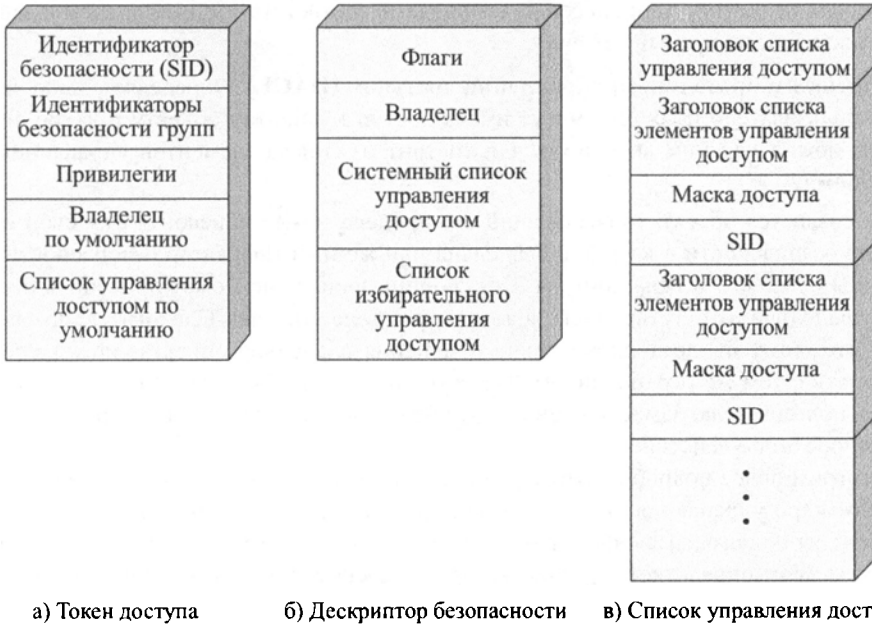 Идентификатор
безопасности (SID)
Идентификаторы
безопасности групп
Привилегии
Владелец
по умолчанию
Список управления
доступом по
умолчанию
а) Токен доступа
Флаги
Владелец
Системный список
управления
доступом
Список
избирательного
управления
доступом
б) Дескриптор безопасности
Заголовок списка
управления доступом
Заголовок списка
элементов управления
доступом
Маска доступа
SID
Заголовок списка
элементов управления
доступом
Маска доступа
SID
в) Список управления дост